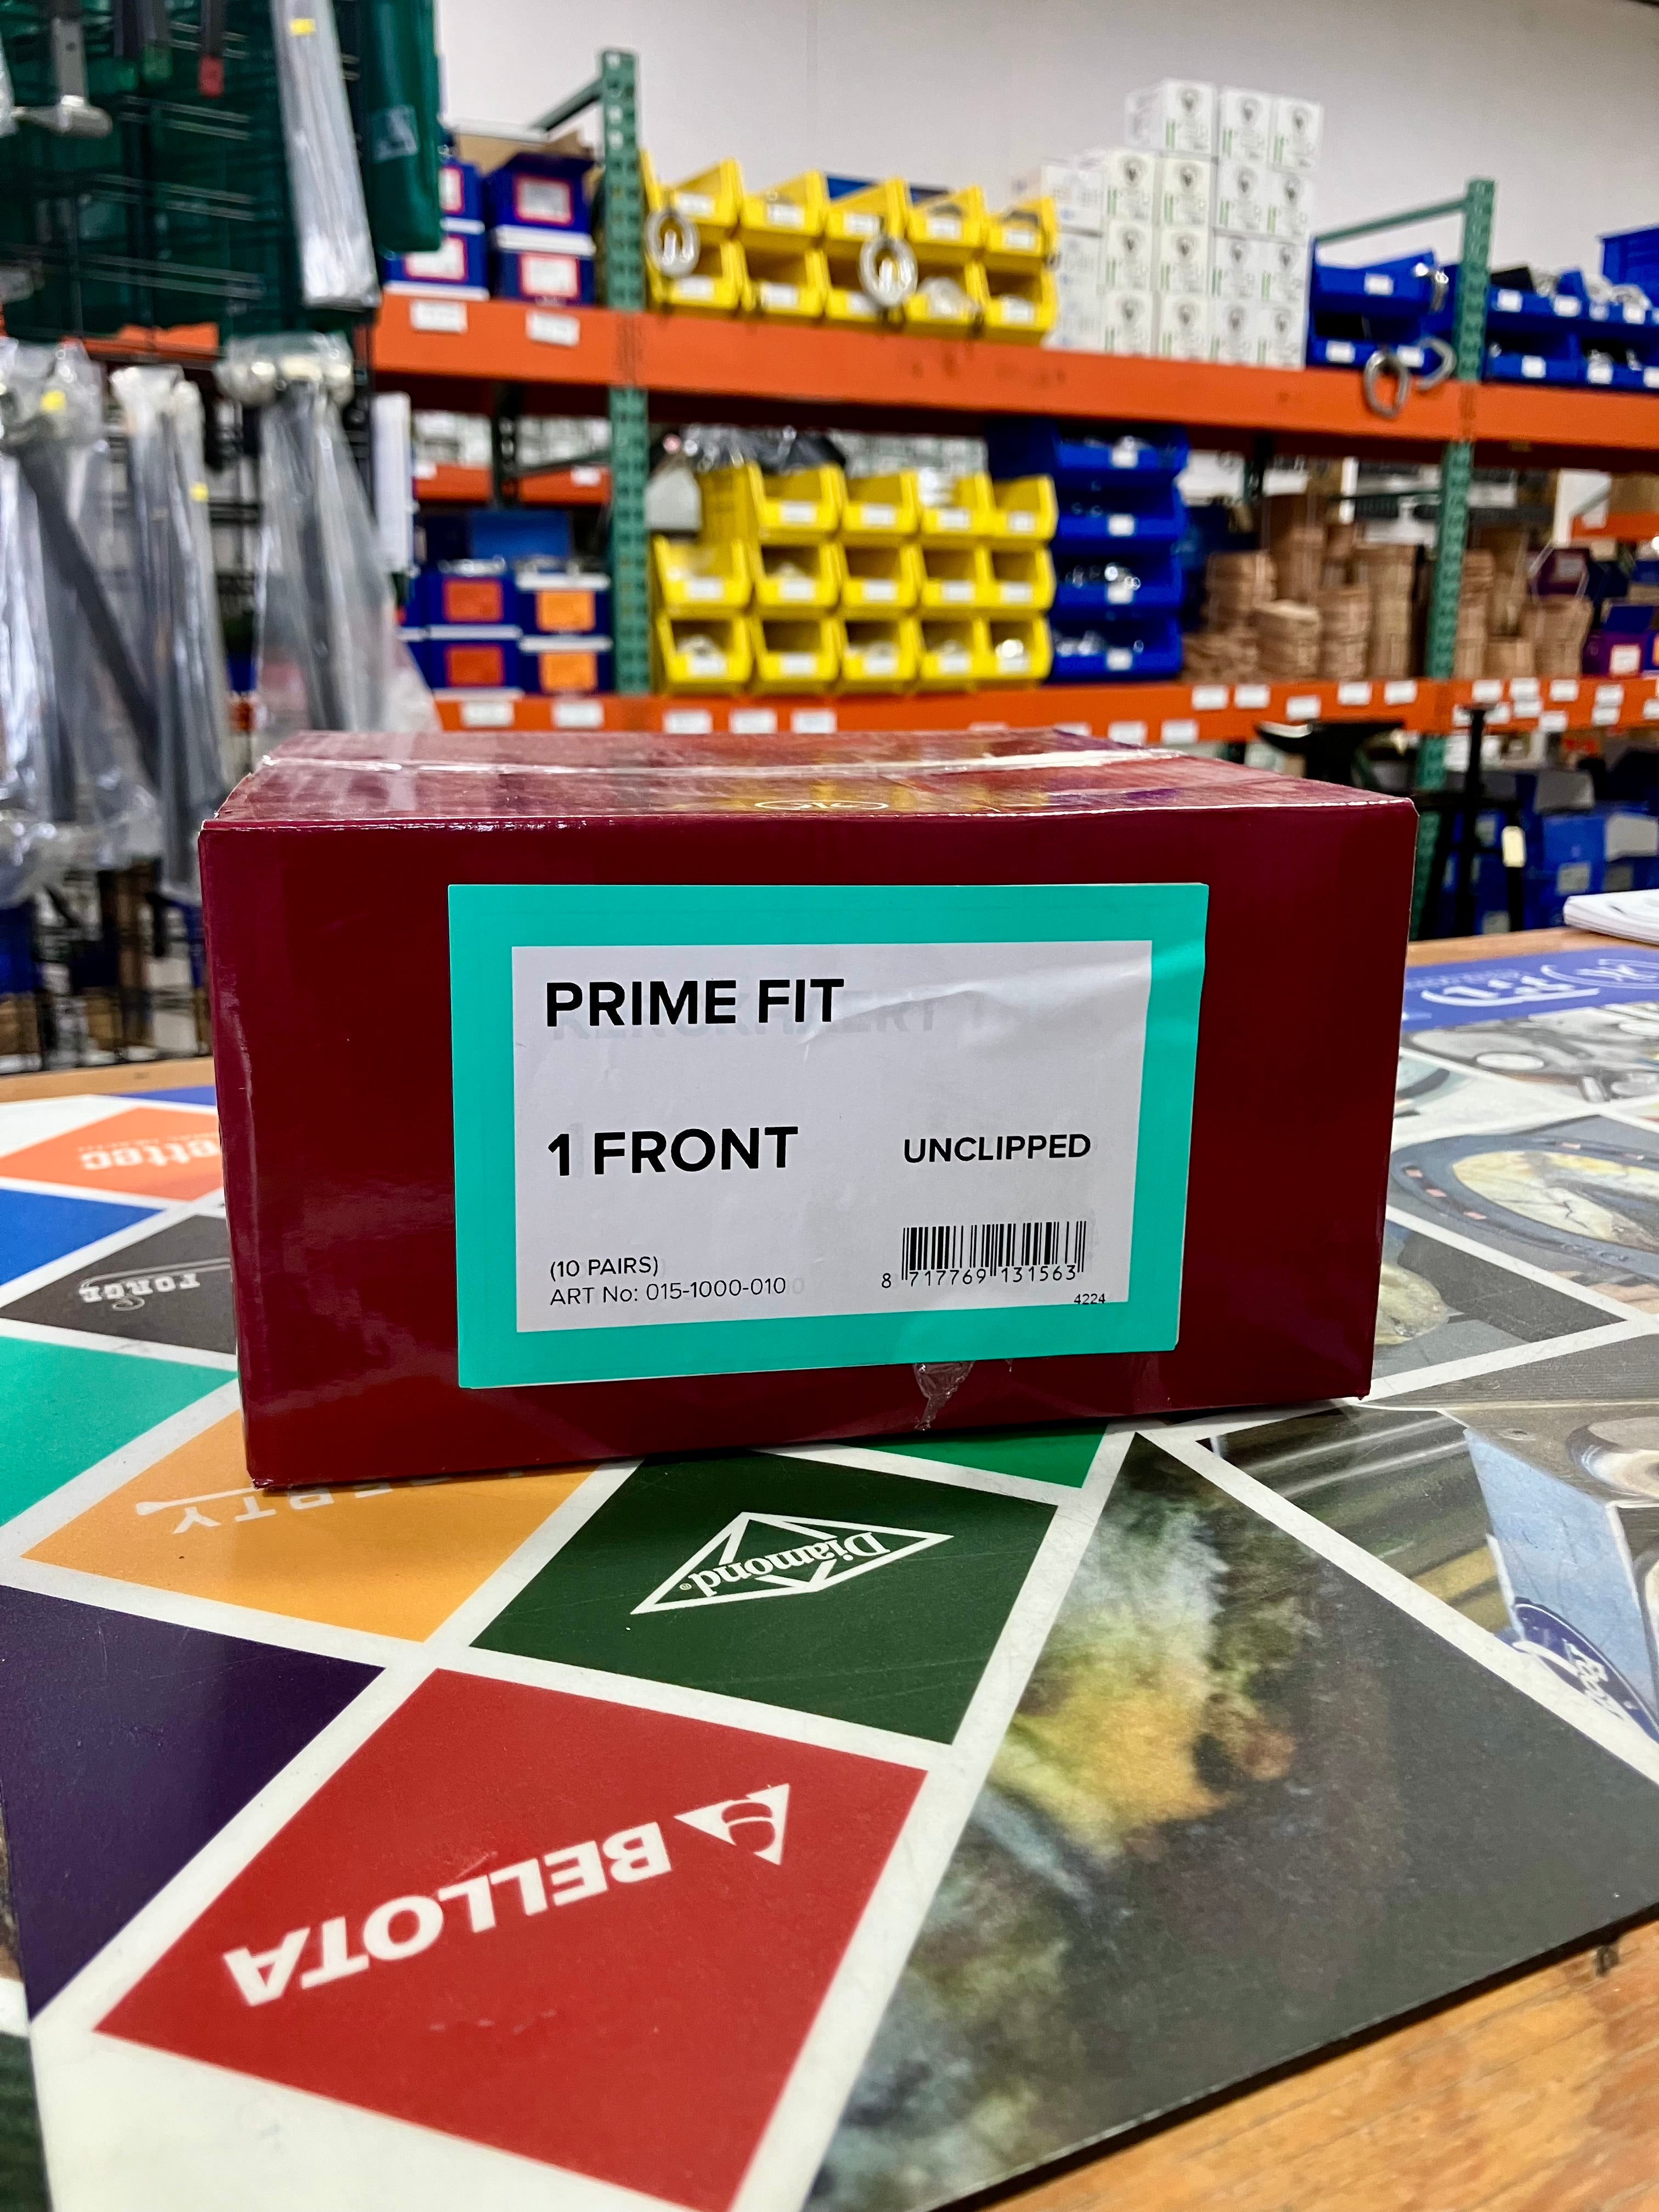 PRIME FIT
1 FRONT
UNCLIPPED
(10 PAIRS)
ART No: 015-1000-010
8 717769 131563
4224
FORGE
Diamond®
BELLOTA